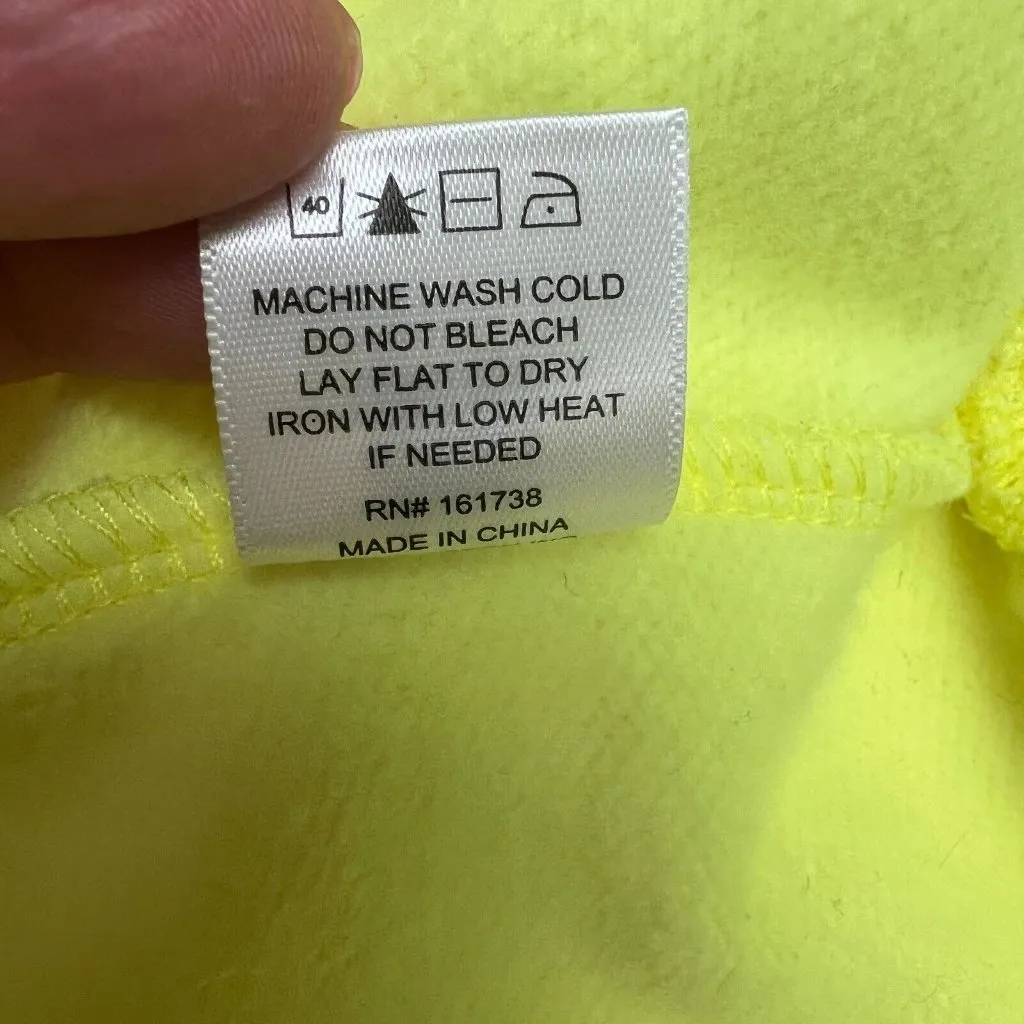 40
MACHINE WASH COLD
DO NOT BLEACH
LAY FLAT TO DRY
IRON WITH LOW HEAT
IF NEEDED
RN# 161738
MADE IN CHINA